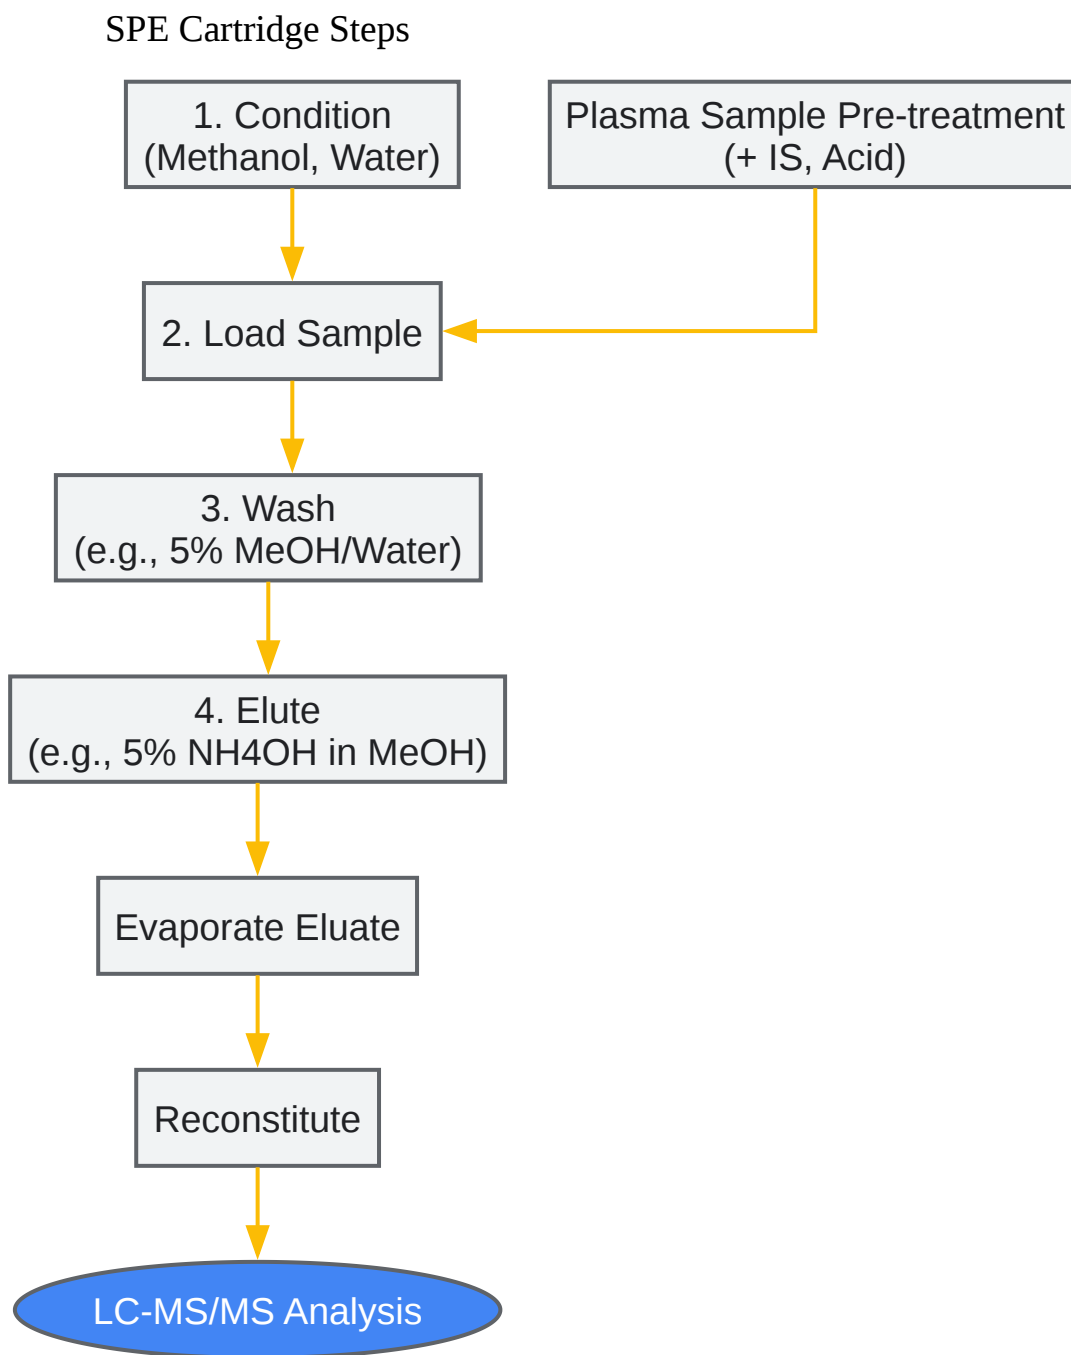 SPE Cartridge Steps
1. Condition
(Methanol, Water)
Plasma Sample Pre-treatment
(+ IS, Acid)
2. Load Sample
3. Wash
(e.g., 5% MeOH/Water)
4. Elute
(e.g., 5% NH4OH in MeOH)
Evaporate Eluate
Reconstitute
LC-MS/MS Analysis